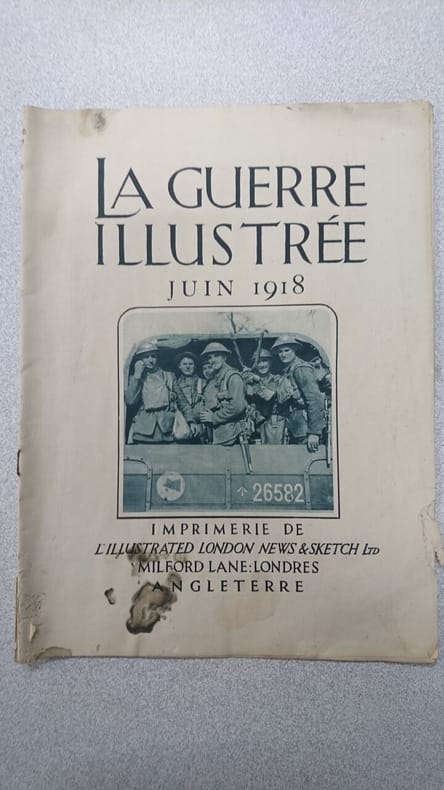 LA GUERRE
ILLUSTRÉE
JUIN 1918
26582
IMPRIMERIE DE
L'ILLUSTRATED LONDON NEWS & SKETCH LTD
MILFORD LANE: LONDRES
ANGLETERRE